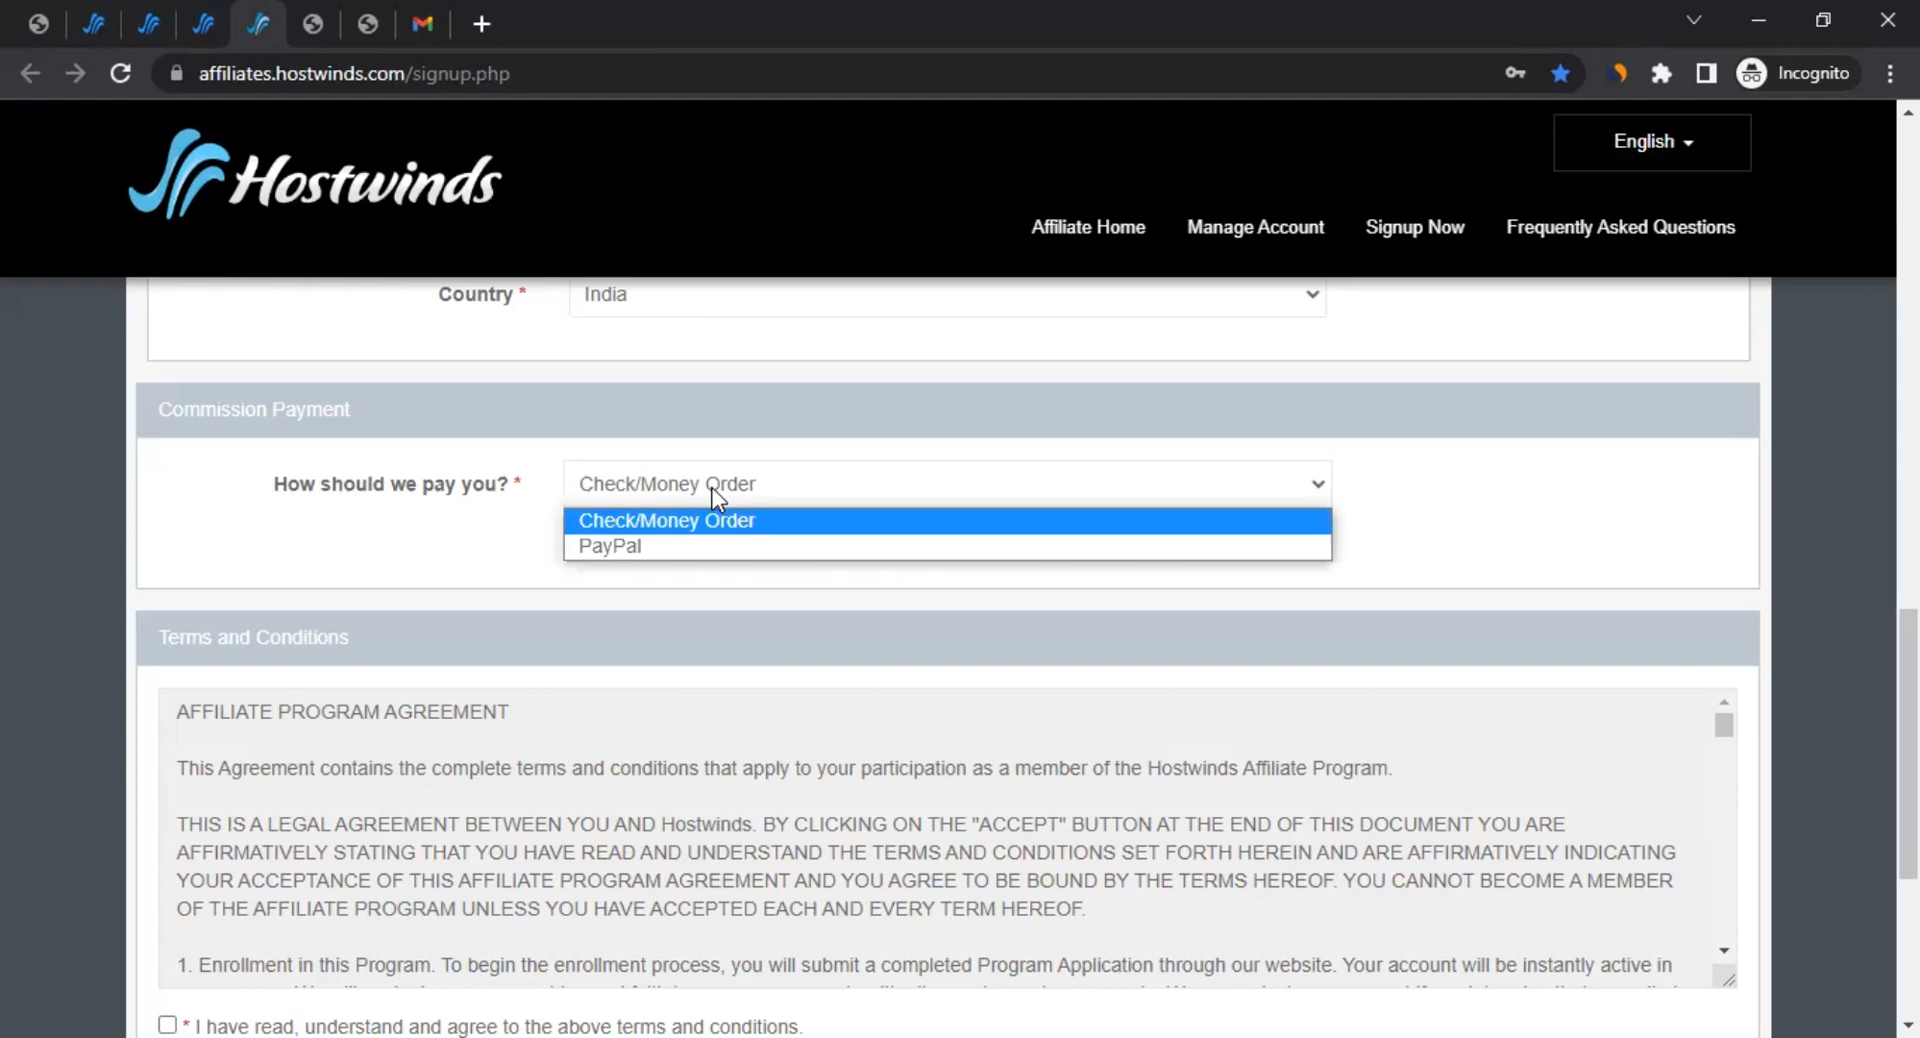 affiliates.hostwinds.com/signup.php
Incognito
Hostwinds
English
Affiliate Home
Manage Account
Signup Now
Frequently Asked Questions
Country *
India
Commission Payment
How should we pay you? *
Check/Money Order
Check/Money Order
PayPal
Terms and Conditions
AFFILIATE PROGRAM AGREEMENT
This Agreement contains the complete terms and conditions that apply to your participation as a member of the Hostwinds Affiliate Program.
THIS IS A LEGAL AGREEMENT BETWEEN YOU AND Hostwinds. BY CLICKING ON THE "ACCEPT" BUTTON AT THE END OF THIS DOCUMENT YOU ARE
AFFIRMATIVELY STATING THAT YOU HAVE READ AND UNDERSTAND THE TERMS AND CONDITIONS SET FORTH HEREIN AND ARE AFFIRMATIVELY INDICATING
YOUR ACCEPTANCE OF THIS AFFILIATE PROGRAM AGREEMENT AND YOU AGREE TO BE BOUND BY THE TERMS HEREOF. YOU CANNOT BECOME A MEMBER
OF THE AFFILIATE PROGRAM UNLESS YOU HAVE ACCEPTED EACH AND EVERY TERM HEREOF.
1. Enrollment in this Program. To begin the enrollment process, you will submit a completed Program Application through our website. Your account will be instantly active in
* I have read, understand and agree to the above terms and conditions.